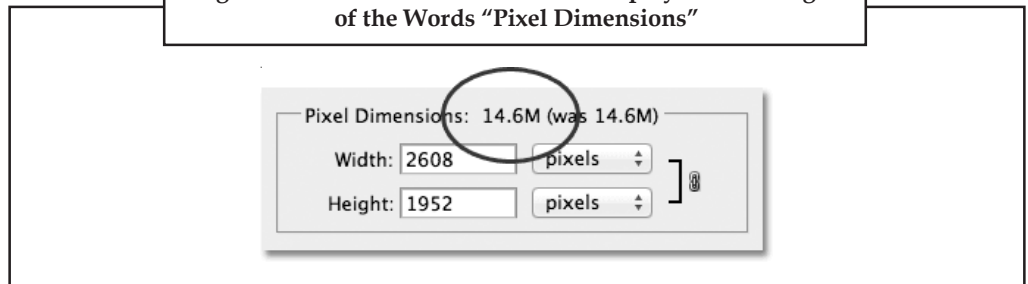 of the Words “Pixel Dimensions”
Pixel Dimensions: 14.6M (was 14.6M)
Width: 2608 pixels
Height: 1952 pixels